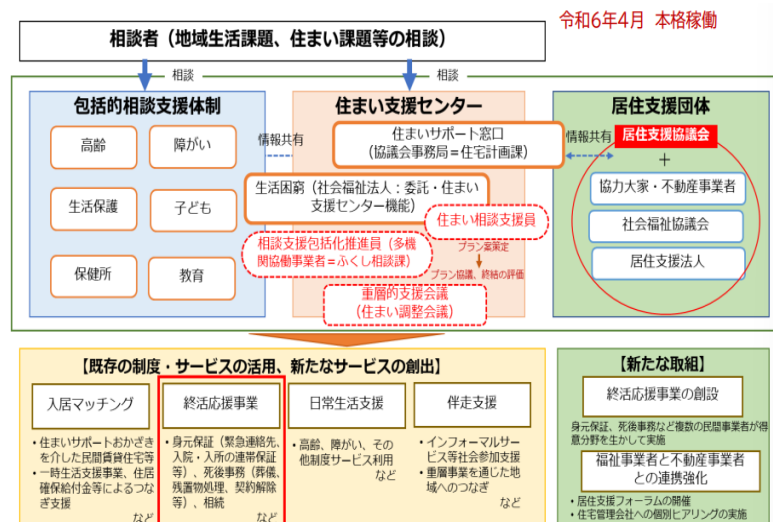 令和6年4月 本格稼働
相談者（地域生活課題、住まい課題等の相談）
相談
相談
包括的相談支援体制
高齢
障がい
生活保護
子ども
保健所
教育
情報共有
住まい支援センター
住まいサポート窓口
（協議会事務局＝住宅計画課）
生活困窮（社会福祉法人：委託・住まい
支援センター機能）
住まい相談支援員
相談支援包括化推進員（多機
関協働事業者＝ふくし相談課）
プラン案策定
プラン協議、終結の評価
重層的支援会議
（住まい調整会議）
情報共有
居住支援団体
居住支援協議会
＋
協力大家・不動産事業者
社会福祉協議会
居住支援法人
【既存の制度・サービスの活用、新たなサービスの創出】
入居マッチング
• 住まいサポートおかざき
を介した民間賃貸住宅等
• 一時生活支援事業、住居
確保給付金等によるつな
ぎ支援
など
終活応援事業
• 身元保証（緊急連絡先、
入院・入所の連帯保証
等）、死後事務（葬儀、
残置物処理、契約解除
等）、相続
など
日常生活支援
• 高齢、障がい、その
他制度サービス利用
など
伴走支援
• インフォーマルサー
ビス等社会参加支援
• 重層事業を通じた地
域へのつなぎ
など
【新たな取組】
終活応援事業の創設
身元保証、死後事務など複数の民間事業者が得
意分野を生かして実施
福祉事業者と不動産事業者
との連携強化
• 居住支援フォーラムの開催
• 住宅管理会社への個別ヒアリングの実施